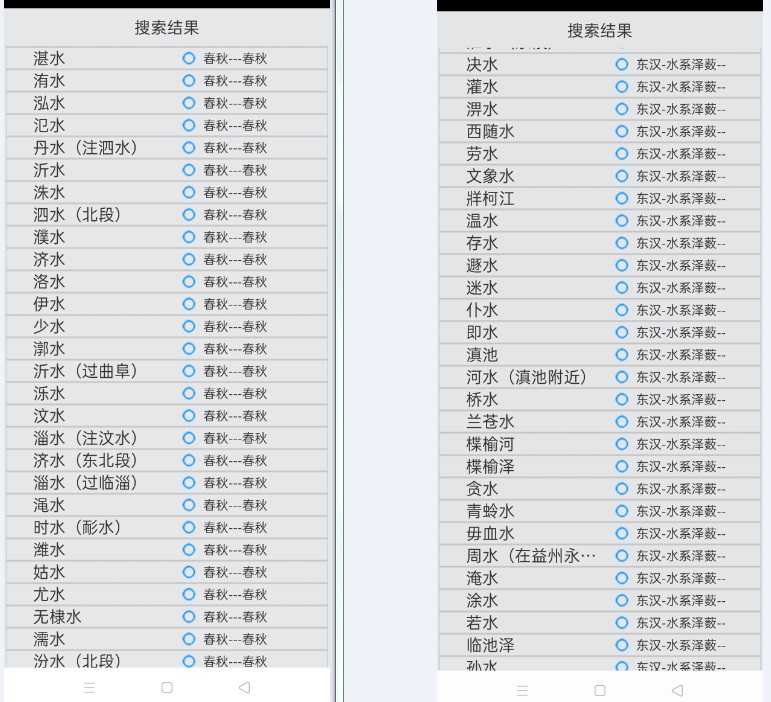 搜索结果
湛水 春秋---春秋
洧水 春秋---春秋
泓水 春秋---春秋
氾水 春秋---春秋
丹水（注泗水） 春秋---春秋
沂水 春秋---春秋
洙水 春秋---春秋
泗水（北段） 春秋---春秋
濮水 春秋---春秋
济水 春秋---春秋
洛水 春秋---春秋
伊水 春秋---春秋
少水 春秋---春秋
漷水 春秋---春秋
沂水（过曲阜） 春秋---春秋
泺水 春秋---春秋
汶水 春秋---春秋
淄水（注汶水） 春秋---春秋
济水（东北段） 春秋---春秋
淄水（过临淄） 春秋---春秋
渑水 春秋---春秋
时水（耏水） 春秋---春秋
潍水 春秋---春秋
姑水 春秋---春秋
尤水 春秋---春秋
无棣水 春秋---春秋
濡水 春秋---春秋
汾水（北段） 春秋---春秋
搜索结果
决水 东汉-水系泽薮--
灌水 东汉-水系泽薮--
淠水 东汉-水系泽薮--
西随水 东汉-水系泽薮--
劳水 东汉-水系泽薮--
文象水 东汉-水系泽薮--
牂柯江 东汉-水系泽薮--
温水 东汉-水系泽薮--
存水 东汉-水系泽薮--
豚水 东汉-水系泽薮--
迷水 东汉-水系泽薮--
仆水 东汉-水系泽薮--
即水 东汉-水系泽薮--
滇池 东汉-水系泽薮--
河水（滇池附近） 东汉-水系泽薮--
桥水 东汉-水系泽薮--
兰苍水 东汉-水系泽薮--
楪榆河 东汉-水系泽薮--
楪榆泽 东汉-水系泽薮--
贪水 东汉-水系泽薮--
青蛉水 东汉-水系泽薮--
毋血水 东汉-水系泽薮--
周水（在益州永… 东汉-水系泽薮--
淹水 东汉-水系泽薮--
涂水 东汉-水系泽薮--
若水 东汉-水系泽薮--
临池泽 东汉-水系泽薮--
孙水 东汉-水系泽薮--